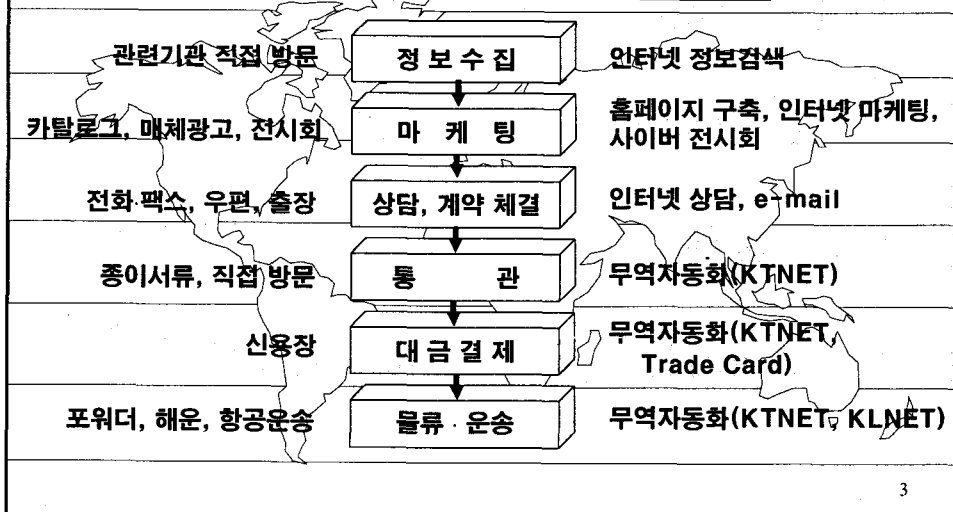 관련기관 직접 방문
정 보 수 집
인터넷 정보검색
카탈로그, 매체광고, 전시회
마 케 팅
홈페이지 구축, 인터넷 마케팅,
사이버 전시회
전화·팩스, 우편, 출장
상담, 계약 체결
인터넷 상담, e-mail
종이서류, 직접 방문
통 관
무역자동화(KTNET)
신용장
대 금 결 제
무역자동화(KTNET,
Trade Card)
포워더, 해운, 항공운송
물류 · 운송
무역자동화(KTNET, KLNET)
3